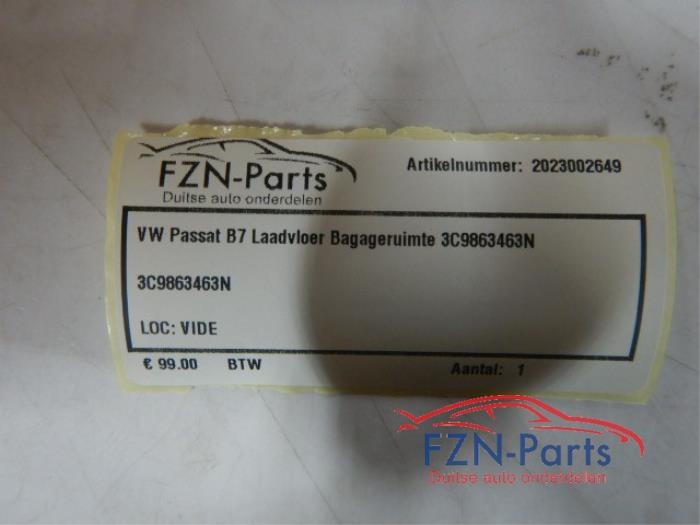 FZN-Parts
Duitse auto onderdelen
Artikelnummer: 2023002649
VW Passat B7 Laadvloer Bagageruimte 3C9863463N
3C9863463N
LOC: VIDE
€ 99.00 BTW
Aantal: 1
FZN-Parts
Duitse auto onderdelen